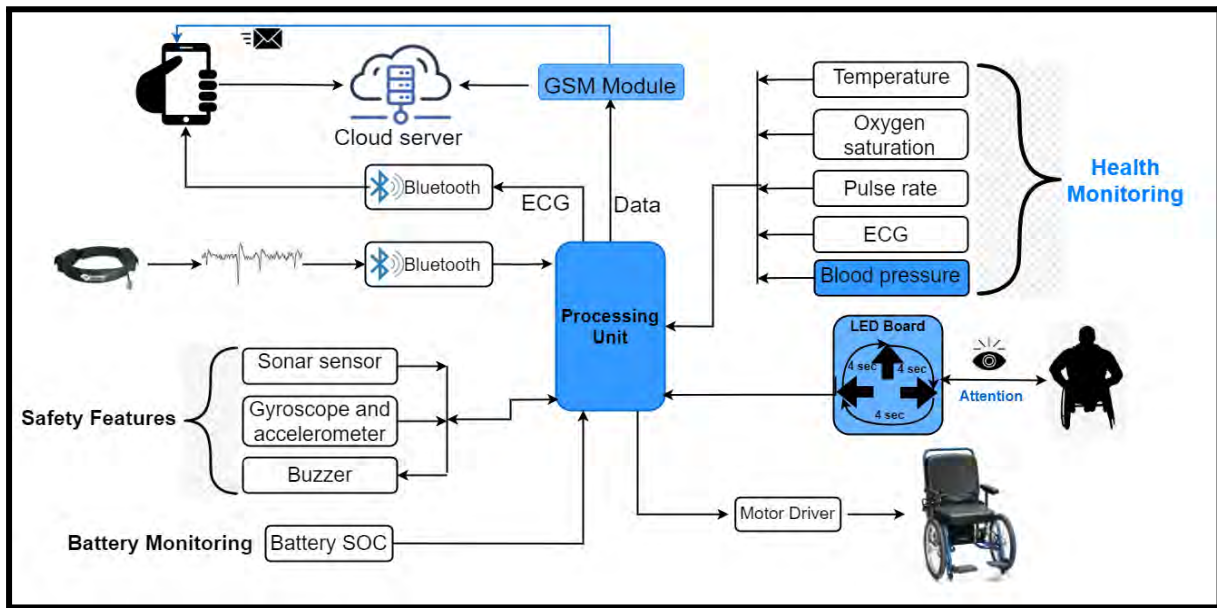 GSM Module
Cloud server
Bluetooth
ECG
Data
Bluetooth
Processing
Unit
Temperature
Oxygen
saturation
Pulse rate
ECG
Blood pressure
Health
Monitoring
LED Board
4 sec
4 sec
4 sec
Attention
Safety Features
Sonar sensor
Gyroscope and
accelerometer
Buzzer
Battery Monitoring
Battery SOC
Motor Driver